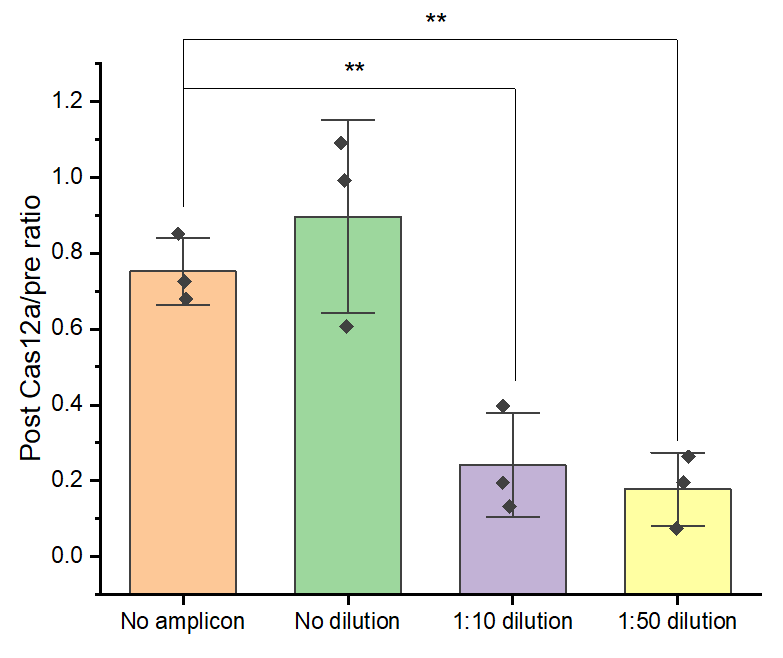 **
**
1.2
1.0
0.8
0.6
0.4
0.2
0.0
Post Cas12a/pre ratio
No amplicon
No dilution
1:10 dilution
1:50 dilution